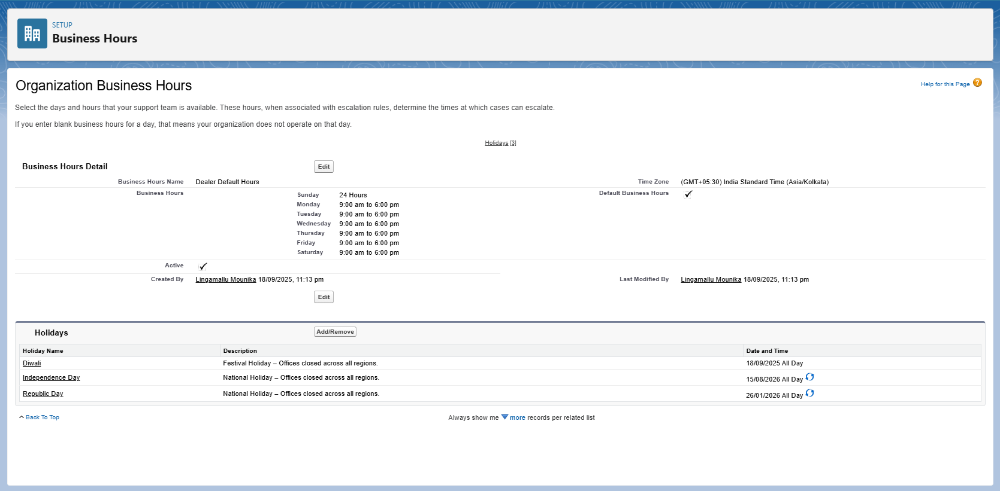 SETUP
Business Hours
Organization Business Hours
Help for this Page ?
Select the days and hours that your support team is available. These hours, when associated with escalation rules, determine the times at which cases can escalate.
If you enter blank business hours for a day, that means your organization does not operate on that day.
Holidays [3]
Business Hours Detail Edit
Business Hours Name Dealer Default Hours Time Zone (GMT+05:30) India Standard Time (Asia/Kolkata)
Business Hours Sunday 24 Hours Default Business Hours
Monday 9:00 am to 6:00 pm
Tuesday 9:00 am to 6:00 pm
Wednesday 9:00 am to 6:00 pm
Thursday 9:00 am to 6:00 pm
Friday 9:00 am to 6:00 pm
Saturday 9:00 am to 6:00 pm
Active
Created By Lingamallu Mounika 18/09/2025, 11:13 pm Last Modified By Lingamallu Mounika 18/09/2025, 11:13 pm
Edit
Holidays Add/Remove
Holiday Name Description Date and Time
Diwali Festival Holiday – Offices closed across all regions. 18/09/2025 All Day
Independence Day National Holiday – Offices closed across all regions. 15/08/2026 All Day
Republic Day National Holiday – Offices closed across all regions. 26/01/2026 All Day
Back To Top Always show me more records per related list